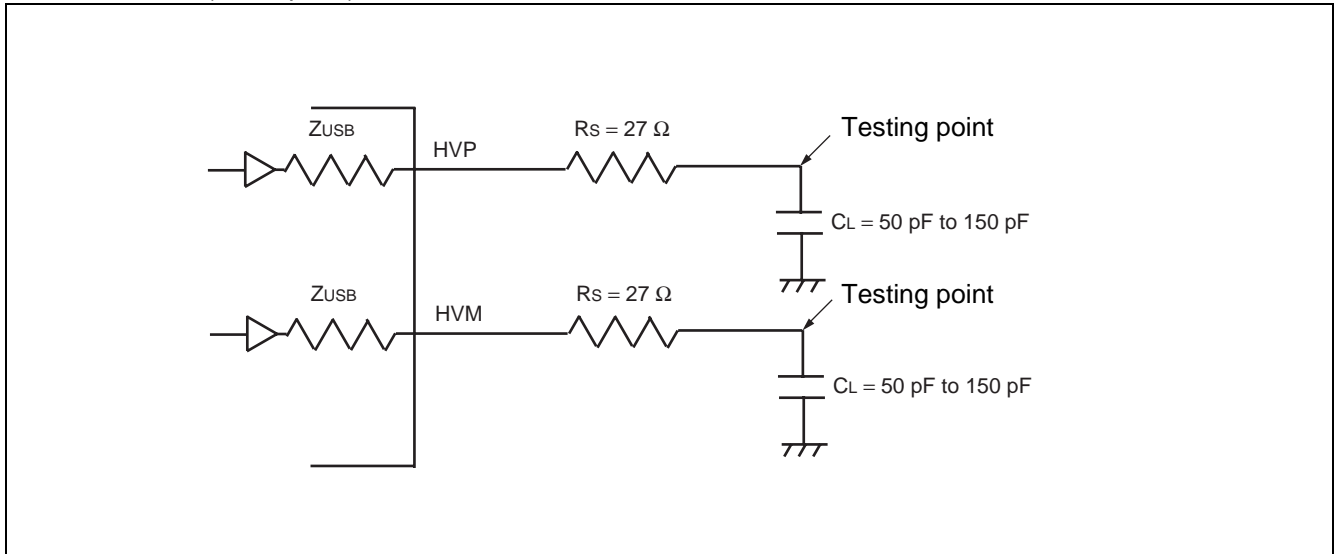 ZUSB
HVP
RS = 27 Ω
Testing point
CL = 50 pF to 150 pF
ZUSB
HVM
RS = 27 Ω
Testing point
CL = 50 pF to 150 pF